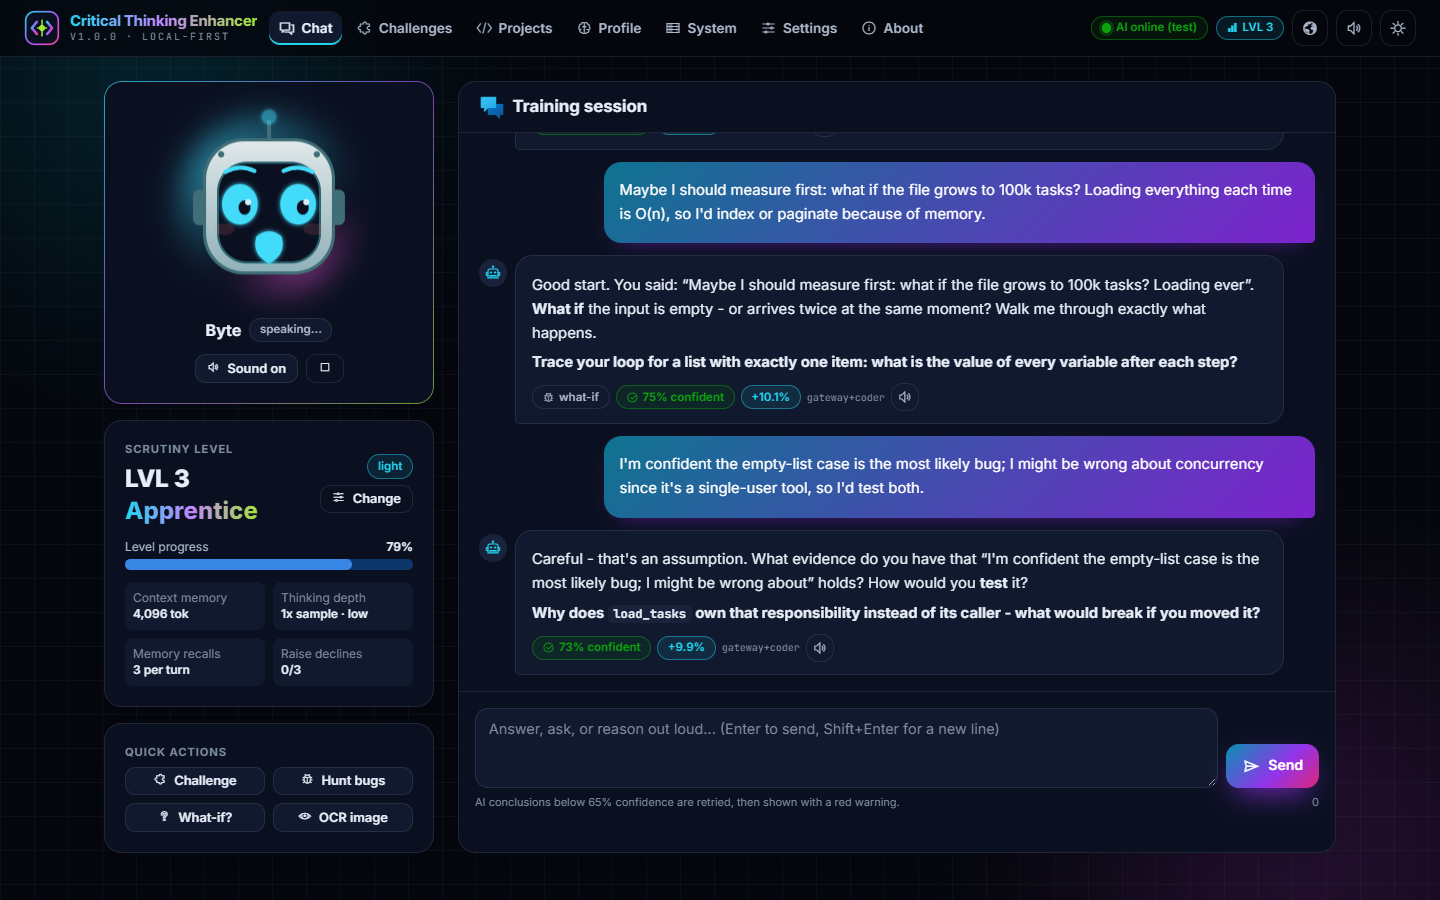 Critical Thinking Enhancer
V1.0.0 · LOCAL-FIRST
Chat
Challenges
Projects
Profile
System
Settings
About
AI online (test)
LVL 3
Byte
speaking...
Sound on
SCRUTINY LEVEL
LVL 3
Apprentice
light
Change
Level progress
79%
Context memory
4,096 tok
Thinking depth
1x sample · low
Memory recalls
3 per turn
Raise declines
0/3
QUICK ACTIONS
Challenge
Hunt bugs
What-if?
OCR image
Training session
Maybe I should measure first: what if the file grows to 100k tasks? Loading everything each time
is O(n), so I'd index or paginate because of memory.
Good start. You said: “Maybe I should measure first: what if the file grows to 100k tasks? Loading ever”.
What if the input is empty - or arrives twice at the same moment? Walk me through exactly what
happens.
Trace your loop for a list with exactly one item: what is the value of every variable after each step?
what-if
75% confident
+10.1%
gateway+coder
I'm confident the empty-list case is the most likely bug; I might be wrong about concurrency
since it's a single-user tool, so I'd test both.
Careful - that's an assumption. What evidence do you have that “I'm confident the empty-list case is the
most likely bug; I might be wrong about” holds? How would you test it?
Why does load_tasks own that responsibility instead of its caller - what would break if you moved it?
73% confident
+9.9%
gateway+coder
Answer, ask, or reason out loud... (Enter to send, Shift+Enter for a new line)
Send
AI conclusions below 65% confidence are retried, then shown with a red warning.
0